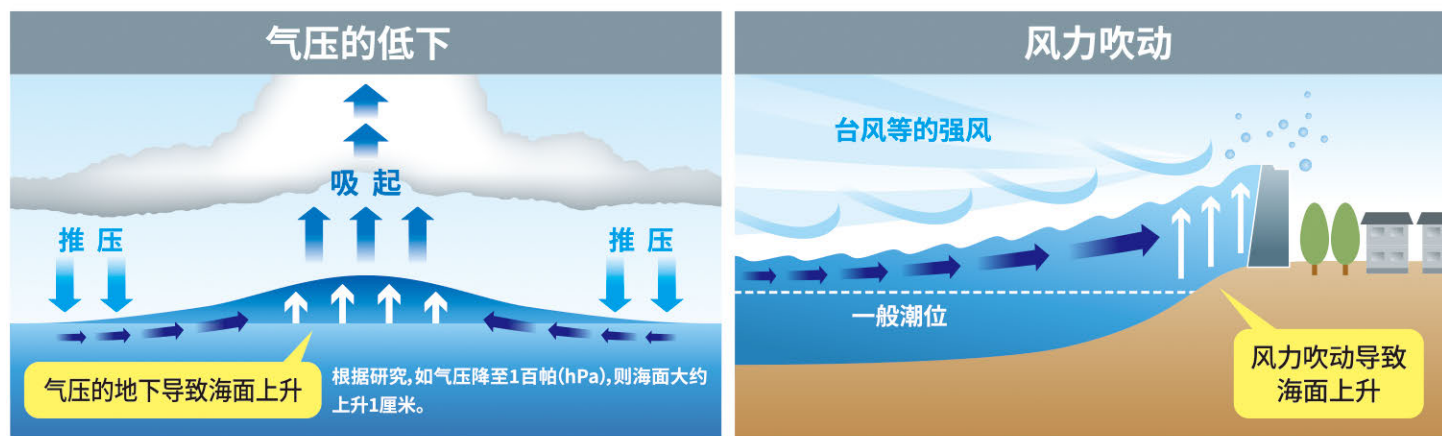 气压的低下
吸 起
推 压
推 压
气压的地下导致海面上升
根据研究,如气压降至1百帕(hPa),则海面大约
上升1厘米。
风力吹动
台风等的强风
一般潮位
风力吹动导致
海面上升